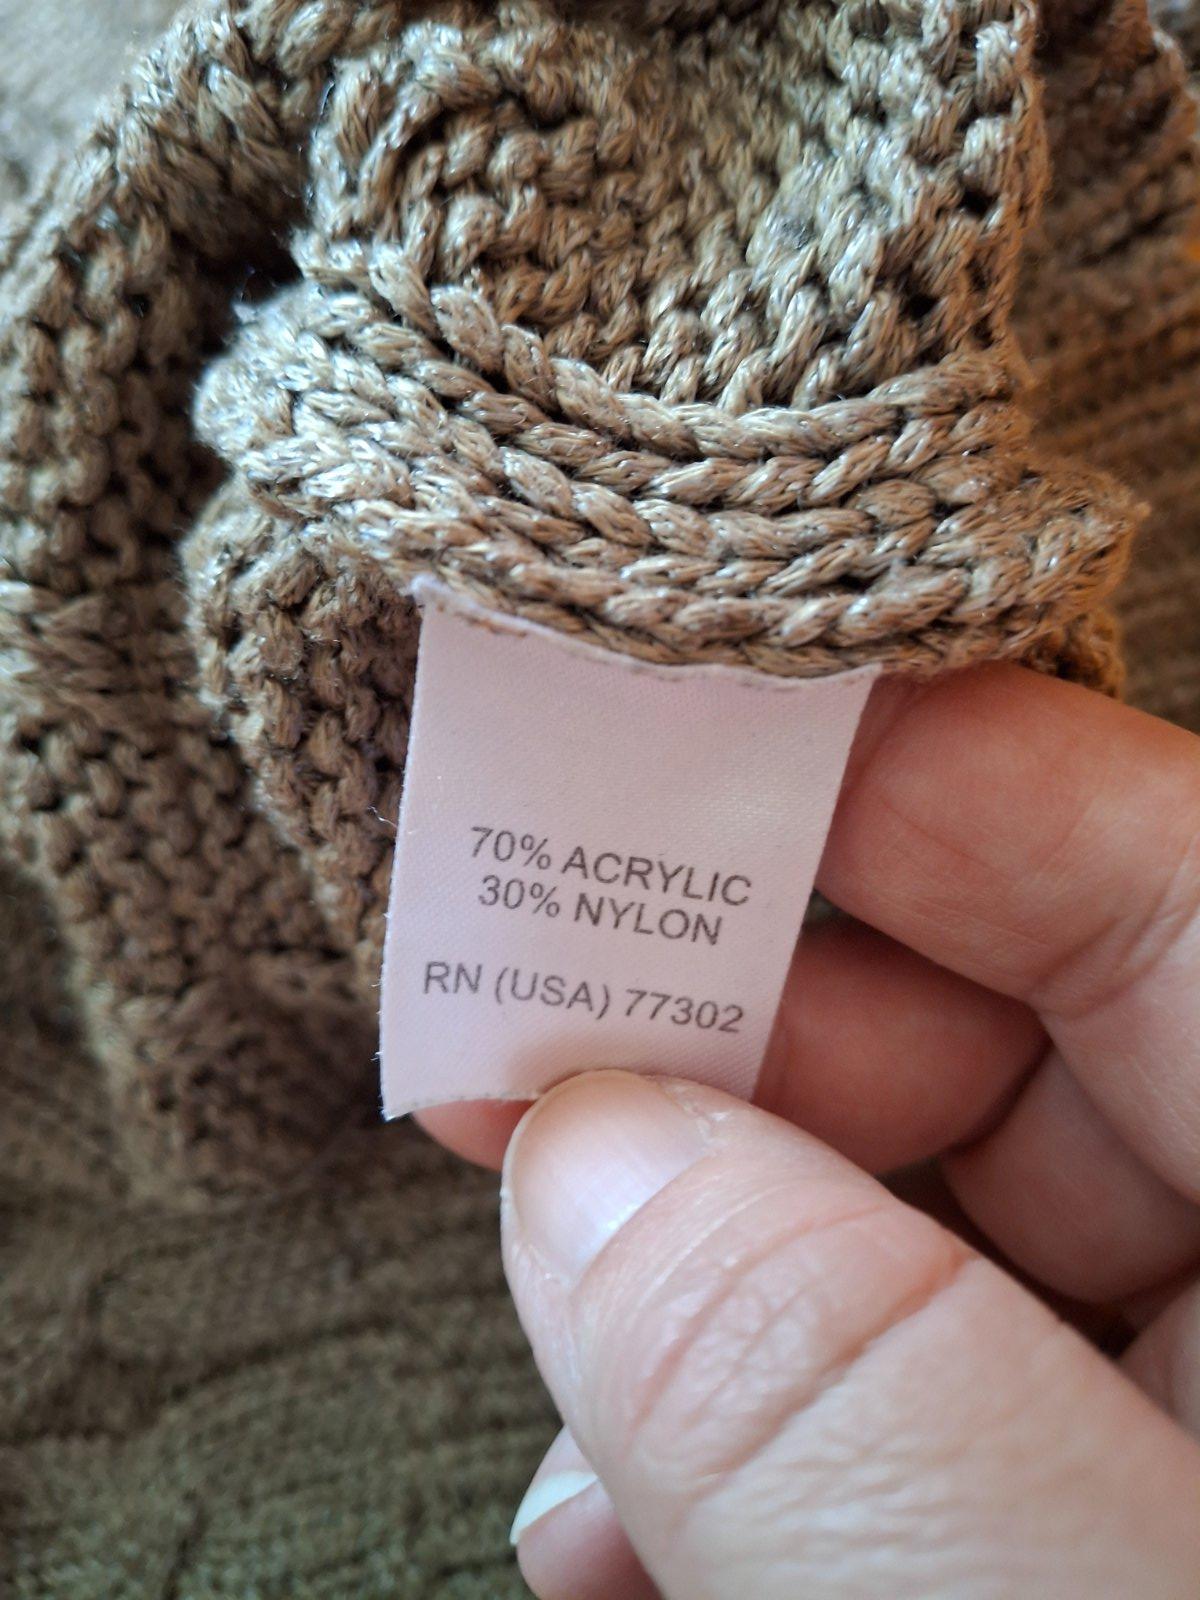 70% ACRYLIC
30% NYLON
RN (USA) 77302